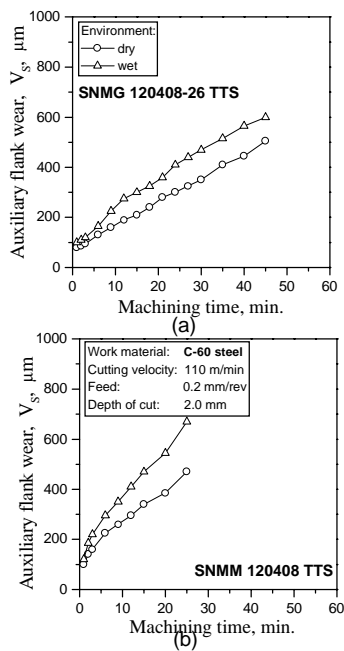 1000
800
600
400
200
0
Auxiliary flank wear, V_S, μm
Environment:
dry
wet
SNMG 120408-26 TTS
0 10 20 30 40 50 60
Machining time, min.
(a)
1000
800
600
400
200
0
Auxiliary flank wear, V_S, μm
Work material: C-60 steel
Cutting velocity: 110 m/min
Feed: 0.2 mm/rev
Depth of cut: 2.0 mm
SNMM 120408 TTS
0 10 20 30 40 50 60
Machining time, min.
(b)